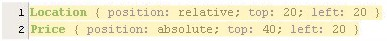 1 Location { position: relative; top: 20; left: 20 }
2 Price { position: absolute; top: 40; left: 20 }